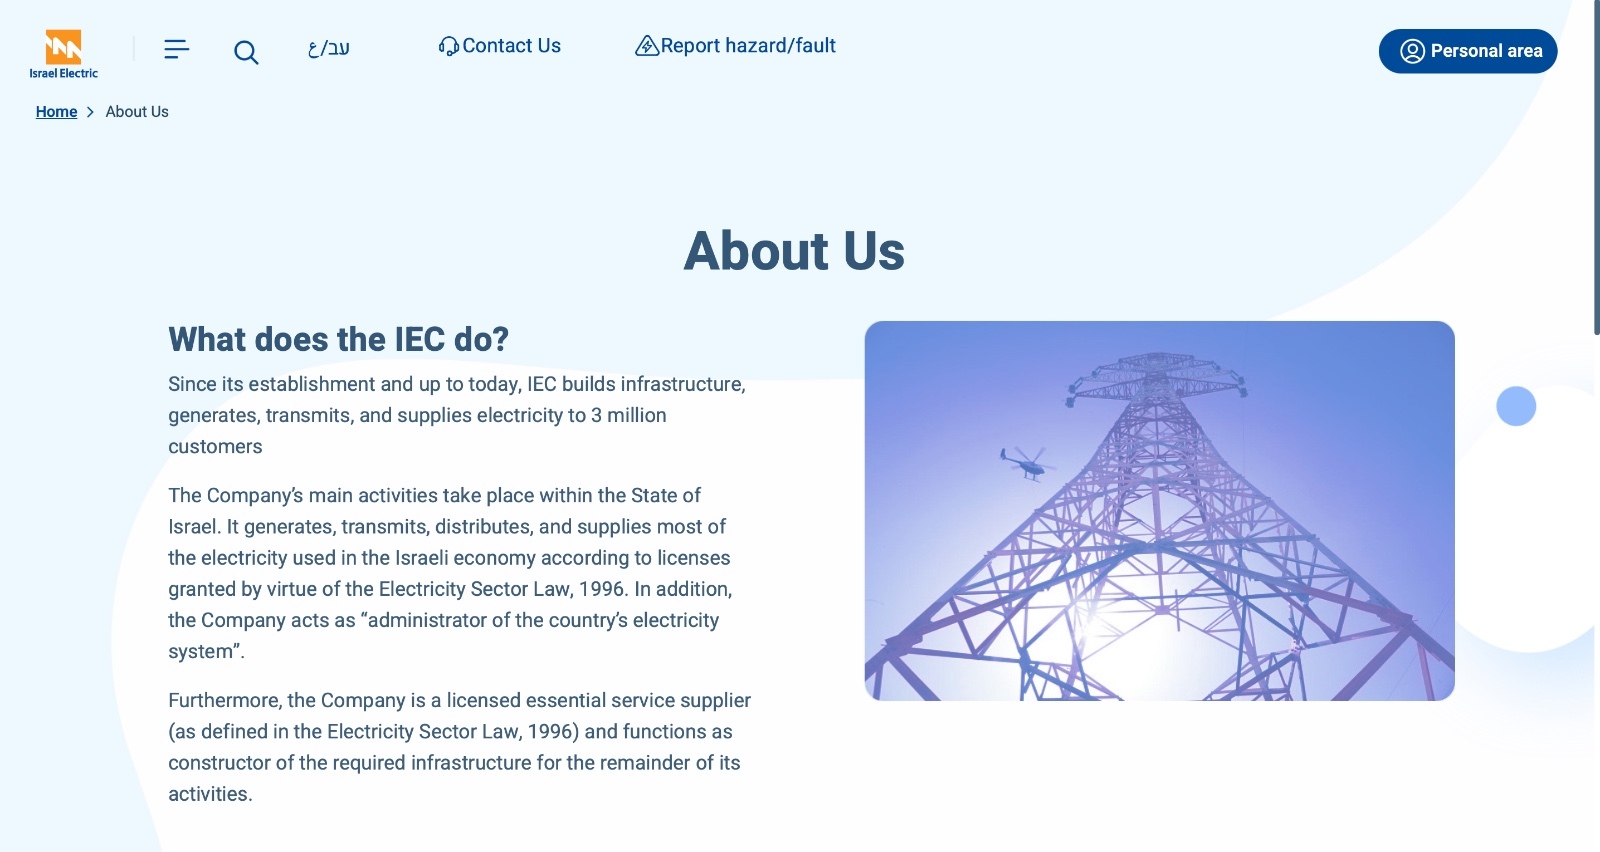 Israel Electric
עבר/ع
Contact Us
Report hazard/fault
Personal area
Home > About Us
About Us
What does the IEC do?
Since its establishment and up to today, IEC builds infrastructure,
generates, transmits, and supplies electricity to 3 million
customers
The Company’s main activities take place within the State of
Israel. It generates, transmits, distributes, and supplies most of
the electricity used in the Israeli economy according to licenses
granted by virtue of the Electricity Sector Law, 1996. In addition,
the Company acts as “administrator of the country’s electricity
system”.
Furthermore, the Company is a licensed essential service supplier
(as defined in the Electricity Sector Law, 1996) and functions as
constructor of the required infrastructure for the remainder of its
activities.